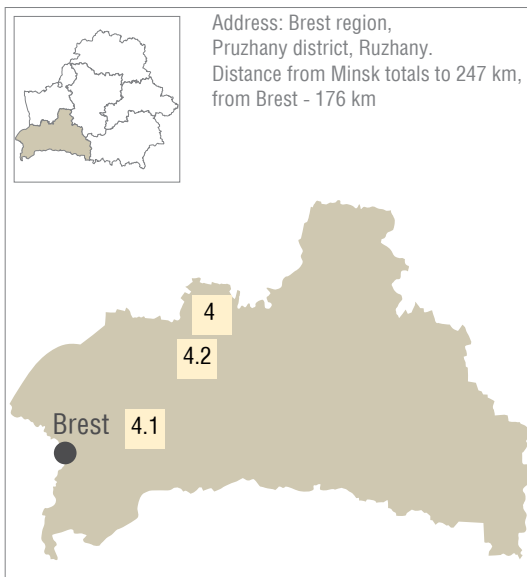 Address: Brest region,
Pruzhany district, Ruzhany.
Distance from Minsk totals to 247 km,
from Brest - 176 km
4
4.2
Brest
4.1